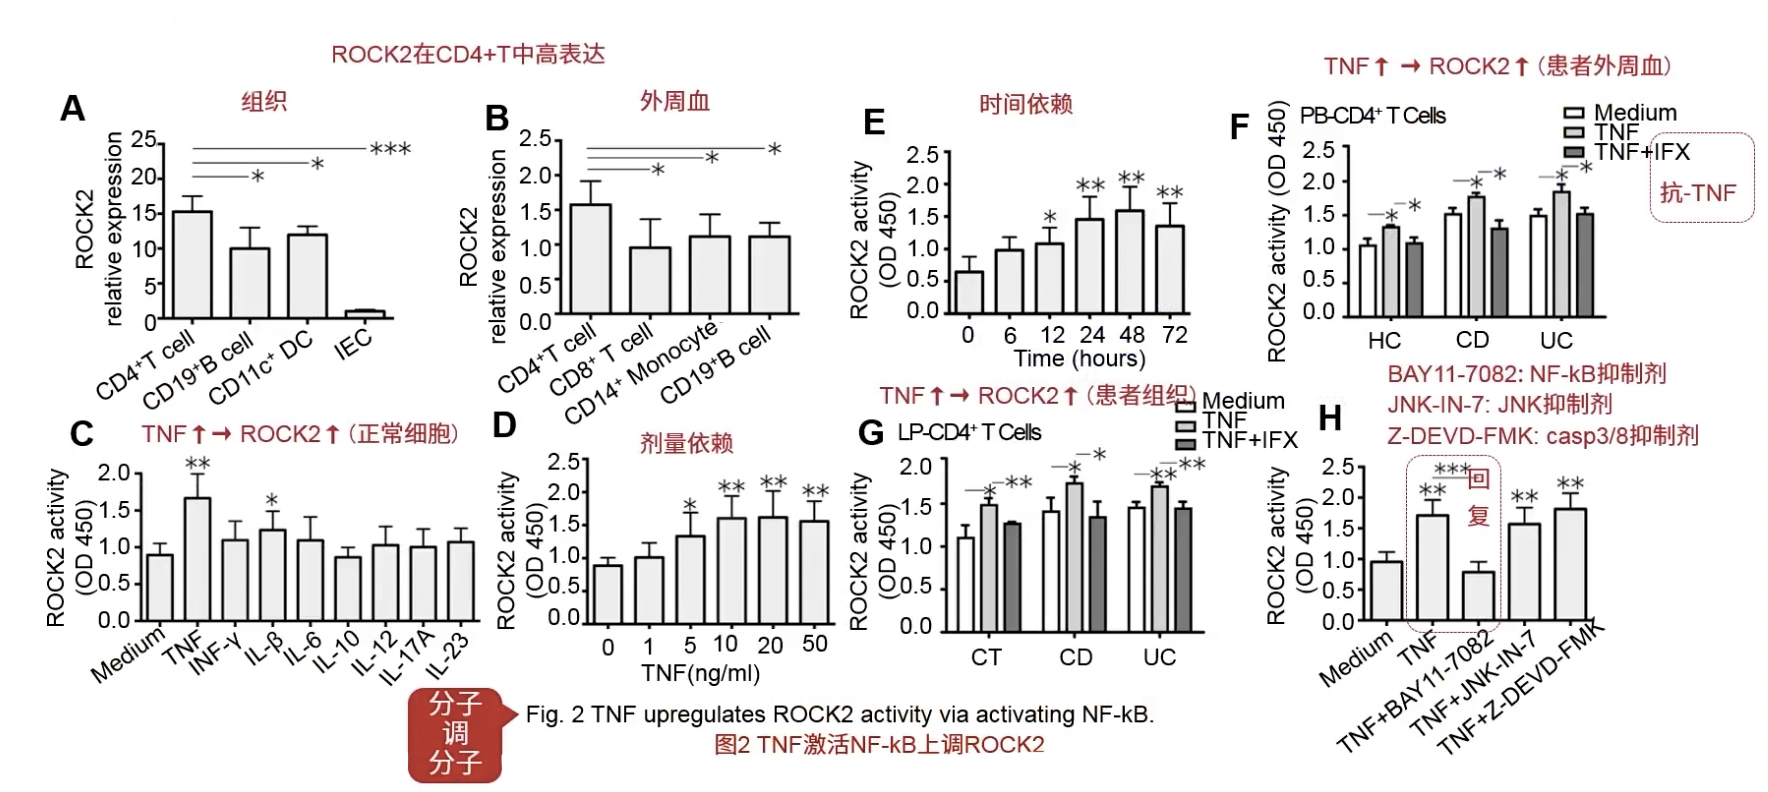 ROCK2在CD4+T中高表达
TNF↑ → ROCK2↑(患者外周血)
A
组织
ROCK2
relative expression
25
20
15
10
5
0
***
*
*
CD4⁺T cell
CD19⁺B cell
CD11c⁺ DC
IEC
B
外周血
ROCK2
relative expression
2.5
2.0
1.5
1.0
0.5
0.0
*
*
*
CD4⁺T cell
CD8⁺ T cell
CD14⁺ Monocyte
CD19⁺B cell
E
时间依赖
ROCK2 activity
(OD 450)
2.5
2.0
1.5
1.0
0.5
0.0
* ** ** **
0 6 12 24 48 72
Time (hours)
F
PB-CD4⁺ T Cells
Medium
TNF
TNF+IFX
抗-TNF
ROCK2 activity (OD 450)
2.5
2.0
1.5
1.0
0.5
0.0
* * * * * *
HC CD UC
C
TNF↑→ ROCK2↑(正常细胞)
ROCK2 activity
(OD 450)
2.0
1.5
1.0
0.5
0.0
** *
Medium
TNF
INF-γ
IL-β
IL-6
IL-10
IL-12
IL-17A
IL-23
D
剂量依赖
ROCK2 activity
(OD 450)
2.5
2.0
1.5
1.0
0.5
0.0
* ** ** **
0 1 5 10 20 50
TNF(ng/ml)
TNF↑→ ROCK2↑(患者组织)
G
LP-CD4⁺ T Cells
Medium
TNF
TNF+IFX
ROCK2 activity
(OD 450)
2.0
1.5
1.0
0.5
0.0
* ** * * ** **
CT CD UC
BAY11-7082: NF-kB抑制剂
JNK-IN-7: JNK抑制剂
Z-DEVD-FMK: casp3/8抑制剂
H
ROCK2 activity
(OD 450)
2.5
2.0
1.5
1.0
0.5
0.0
***
回
复
** ** **
Medium
TNF
TNF+BAY11-7082
TNF+JNK-IN-7
TNF+Z-DEVD-FMK
分子
调
分子
Fig. 2 TNF upregulates ROCK2 activity via activating NF-kB.
图2 TNF激活NF-kB上调ROCK2